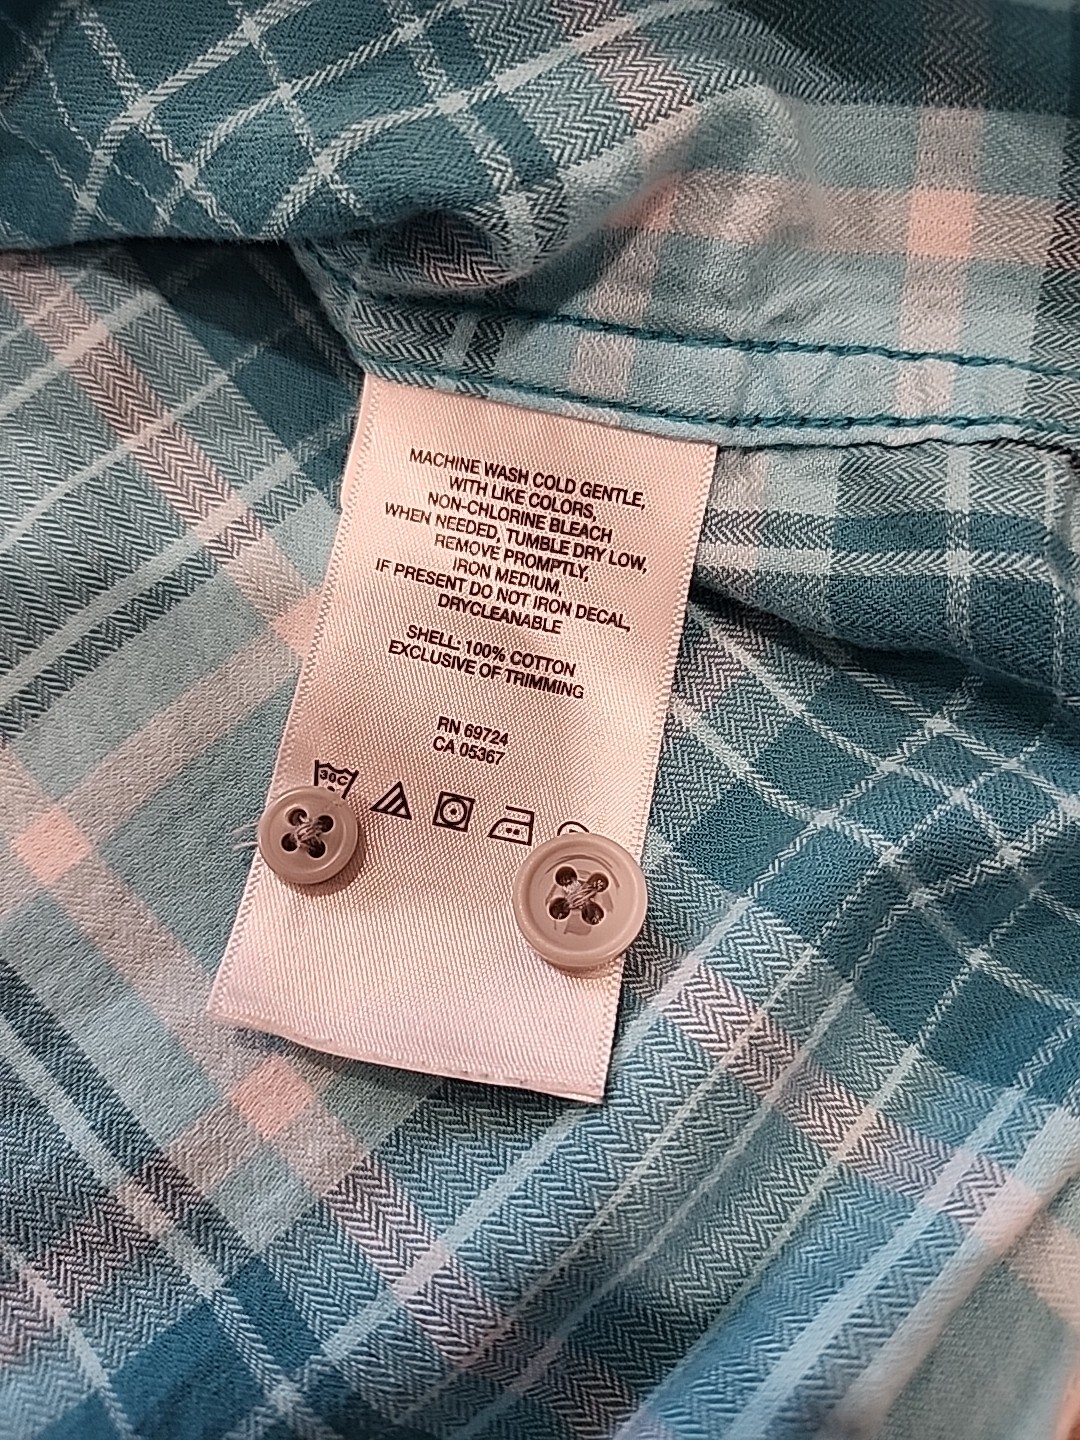 MACHINE WASH COLD GENTLE,
WITH LIKE COLORS,
NON-CHLORINE BLEACH
WHEN NEEDED, TUMBLE DRY LOW,
REMOVE PROMPTLY,
IRON MEDIUM,
IF PRESENT DO NOT IRON DECAL,
DRYCLEANABLE
SHELL: 100% COTTON
EXCLUSIVE OF TRIMMING
RN 69724
CA 05367
30C